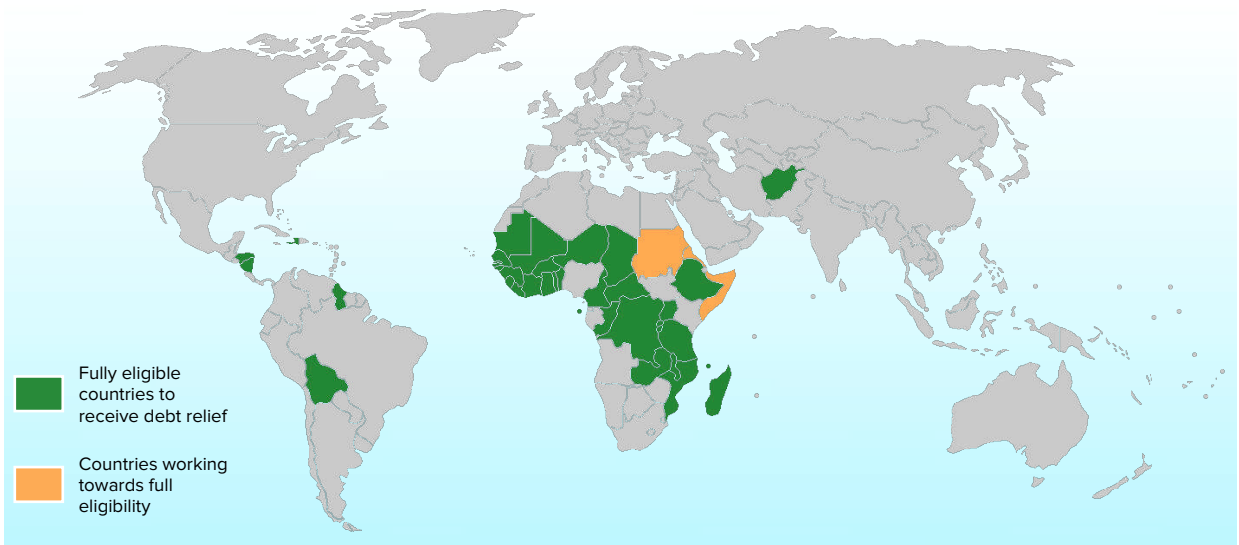 Fully eligible
countries to
receive debt relief
Countries working
towards full
eligibility